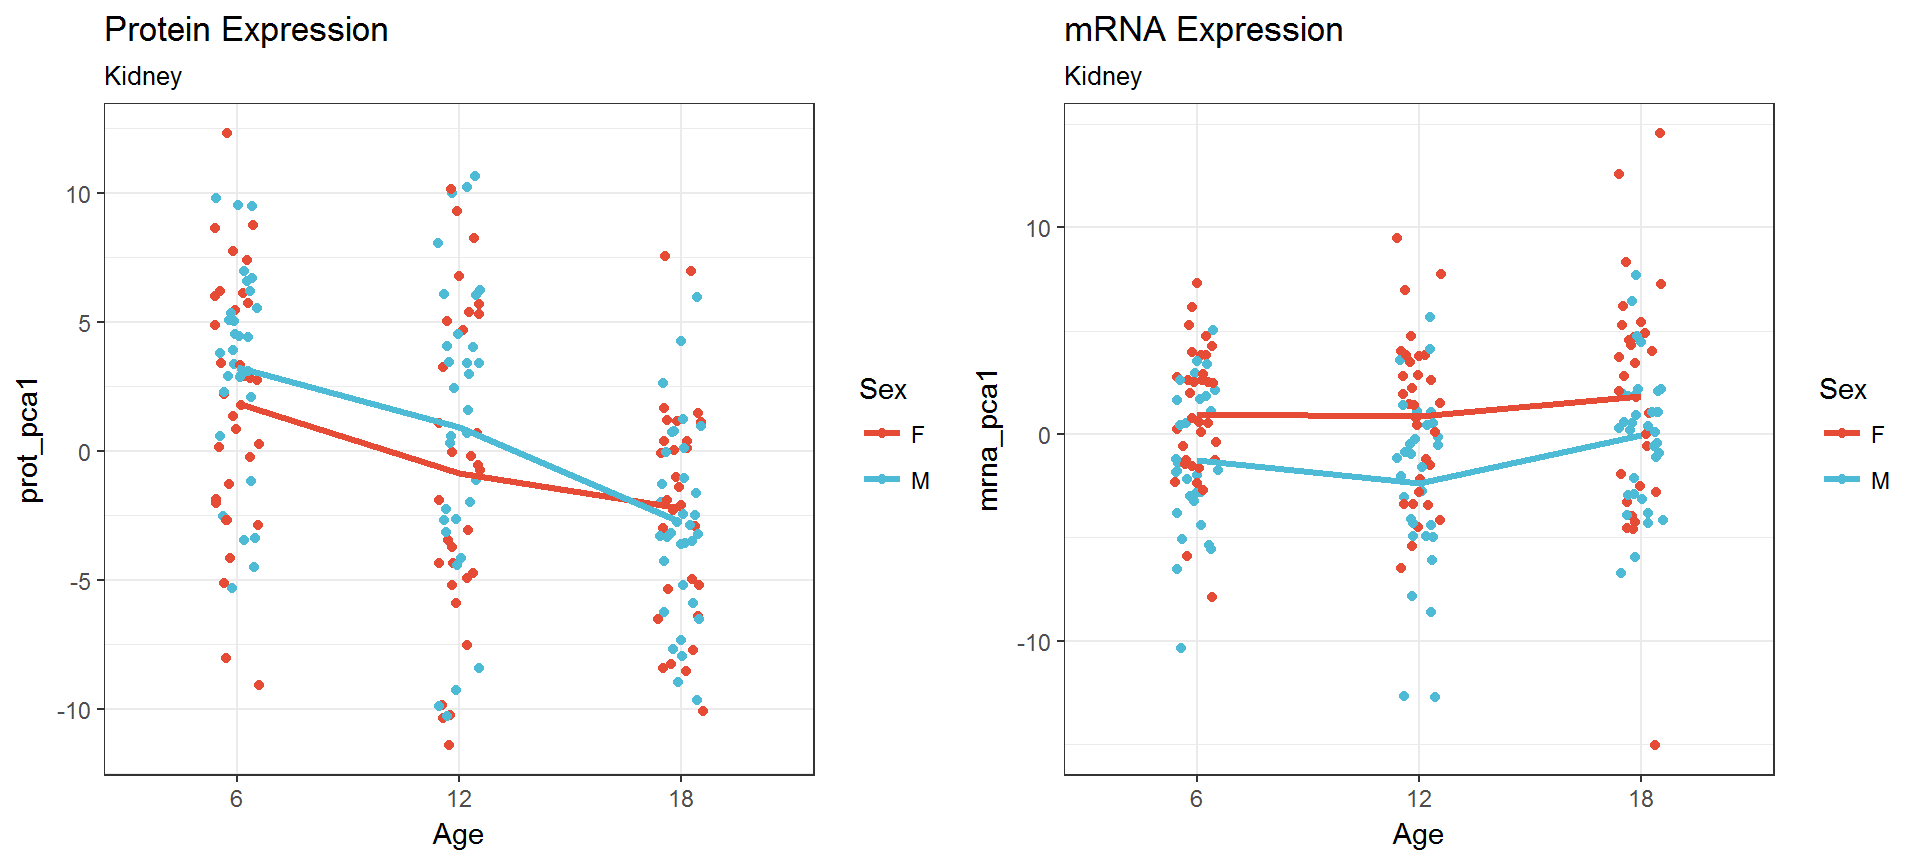 Protein Expression
Kidney
prot_pca1
10
5
0
-5
-10
6
12
18
Age
Sex
F
M
mRNA Expression
Kidney
mrna_pca1
10
0
-10
6
12
18
Age
Sex
F
M